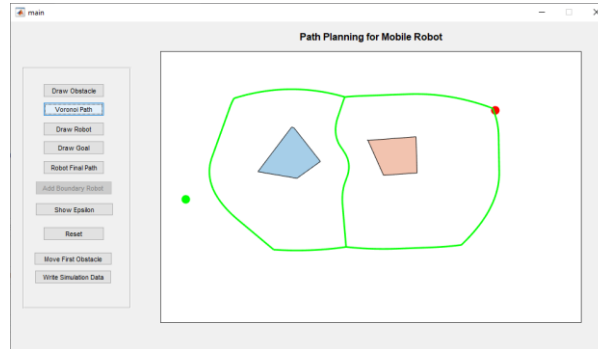 main
Path Planning for Mobile Robot
Draw Obstacle
Voronoi Path
Draw Robot
Draw Goal
Robot Final Path
Add Boundary Robot
Show Epsilon
Reset
Move First Obstacle
Write Simulation Data